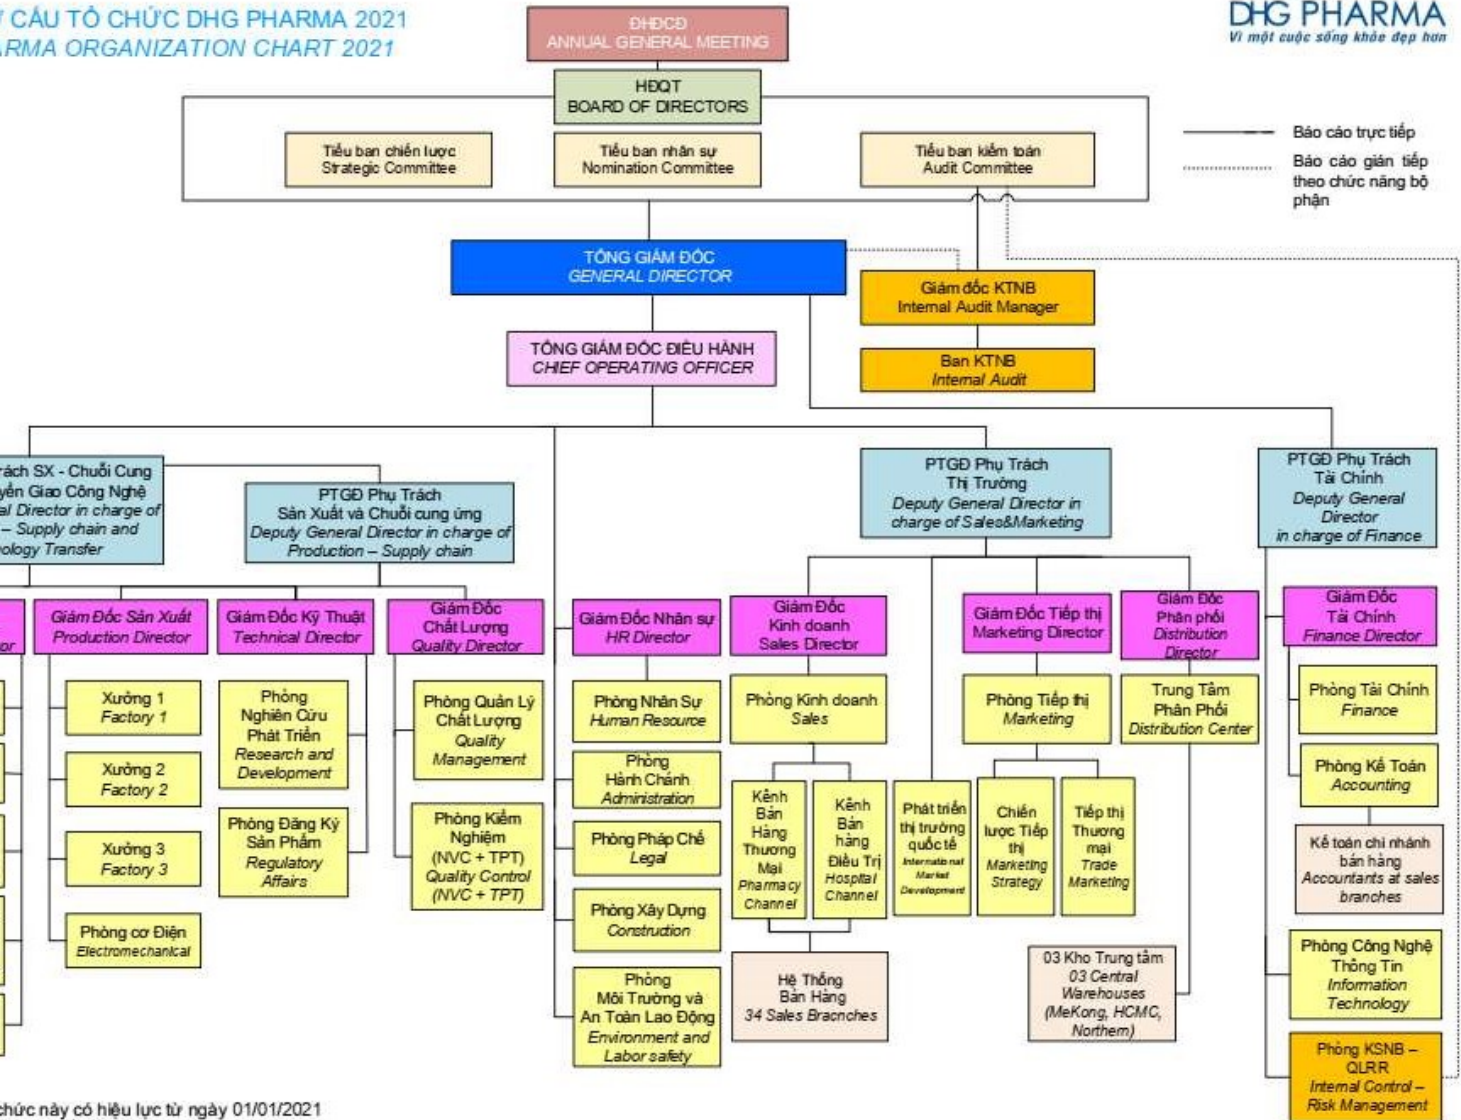 CẤU TỔ CHỨC DHG PHARMA 2021
ORGANIZATION CHART 2021
DHG PHARMA
Vì một cuộc sống khỏe đẹp hơn
ĐHĐCĐ
ANNUAL GENERAL MEETING
HĐQT
BOARD OF DIRECTORS
Tiểu ban chiến lược
Strategic Committee
Tiểu ban nhân sự
Nomination Committee
Tiểu ban kiểm toán
Audit Committee
Báo cáo trực tiếp
Báo cáo gián tiếp
theo chức năng bộ
phận
TỔNG GIÁM ĐỐC
GENERAL DIRECTOR
Giám đốc KTNB
Internal Audit Manager
TỔNG GIÁM ĐỐC ĐIỀU HÀNH
CHIEF OPERATING OFFICER
Ban KTNB
Internal Audit
SX - Chuỗi Cung
Giao Công Nghệ
Director in charge of
– Supply chain and
Transfer
PTGĐ Phụ Trách
Sản Xuất và Chuỗi cung ứng
Deputy General Director in charge of
Production – Supply chain
PTGĐ Phụ Trách
Thị Trường
Deputy General Director in
charge of Sales&Marketing
PTGĐ Phụ Trách
Tài Chính
Deputy General
Director
in charge of Finance
Giám Đốc Sản Xuất
Production Director
Giám Đốc Kỹ Thuật
Technical Director
Giám Đốc
Chất Lượng
Quality Director
Giám Đốc Nhân sự
HR Director
Giám Đốc
Kinh doanh
Sales Director
Giám Đốc Tiếp thị
Marketing Director
Giám Đốc
Phân phối
Distribution
Director
Giám Đốc
Tài Chính
Finance Director
Xưởng 1
Factory 1
Xưởng 2
Factory 2
Xưởng 3
Factory 3
Phòng cơ Điện
Electromechanical
Phòng
Nghiên Cứu
Phát Triển
Research and
Development
Phòng Đăng Ký
Sản Phẩm
Regulatory
Affairs
Phòng Quản Lý
Chất Lượng
Quality
Management
Phòng Kiểm
Nghiệm
(NVC + TPT)
Quality Control
(NVC + TPT)
Phòng Nhân Sự
Human Resource
Phòng
Hành Chánh
Administration
Phòng Pháp Chế
Legal
Phòng Xây Dựng
Construction
Phòng
Môi Trường và
An Toàn Lao Động
Environment and
Labor safety
Phòng Kinh doanh
Sales
Kênh
Bán
Hàng
Thương
Mại
Pharmacy
Channel
Kênh
Bán
hàng
Điều Trị
Hospital
Channel
Hệ Thống
Bán Hàng
34 Sales Bracnches
Phát triển
thị trường
quốc tế
International
Market
Development
Phòng Tiếp thị
Marketing
Chiến
lược Tiếp
thị
Marketing
Strategy
Tiếp thị
Thương
mại
Trade
Marketing
Trung Tâm
Phân Phối
Distribution Center
03 Kho Trung tâm
03 Central
Warehouses
(MeKong, HCMC,
Northern)
Phòng Tài Chính
Finance
Phòng Kế Toán
Accounting
Kế toán chi nhánh
bán hàng
Accountants at sales
branches
Phòng Công Nghệ
Thông Tin
Information
Technology
Phòng KSNB –
QLRR
Internal Control –
Risk Management
chức này có hiệu lực từ ngày 01/01/2021